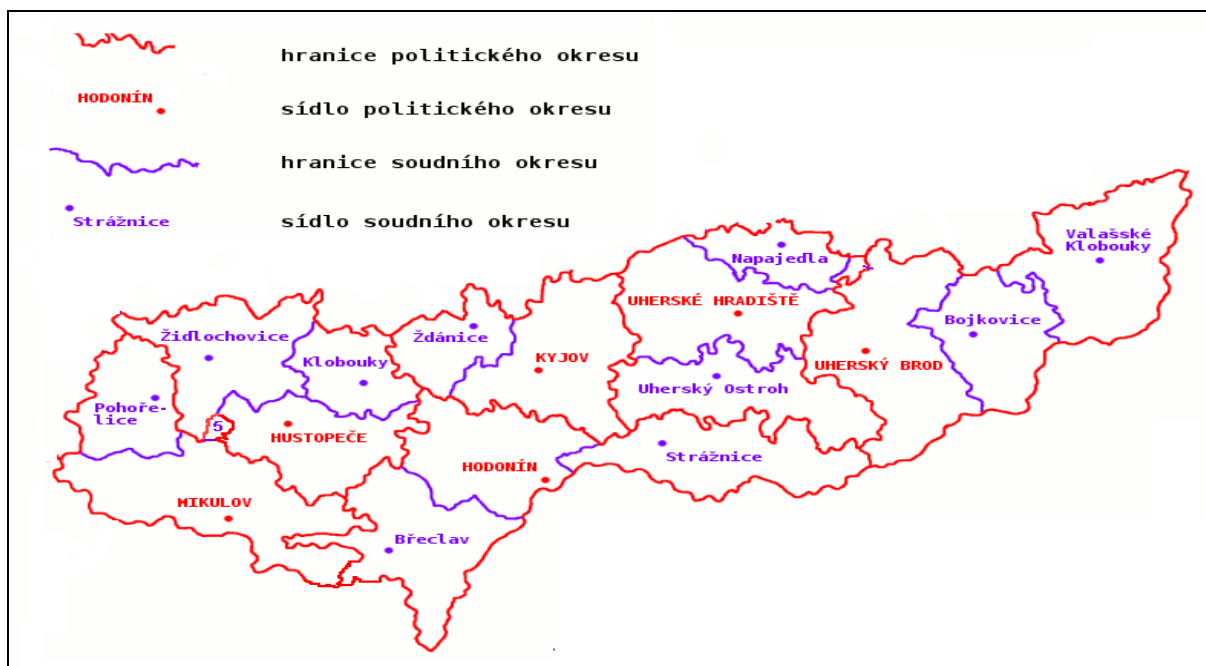 hranice politického okresu
HODONÍN
sídlo politického okresu
hranice soudního okresu
Strážnice
sídlo soudního okresu
Valašské
Klobouky
Napajedla
UHERSKÉ HRADIŠTĚ
Bojkovice
Židlochovice
Ždánice
Klobouky
KYJOV
UHERSKÝ BROD
Uherský Ostroh
Pohoře-
lice
5
HUSTOPEČE
Strážnice
HODONÍN
MIKULOV
Břeclav